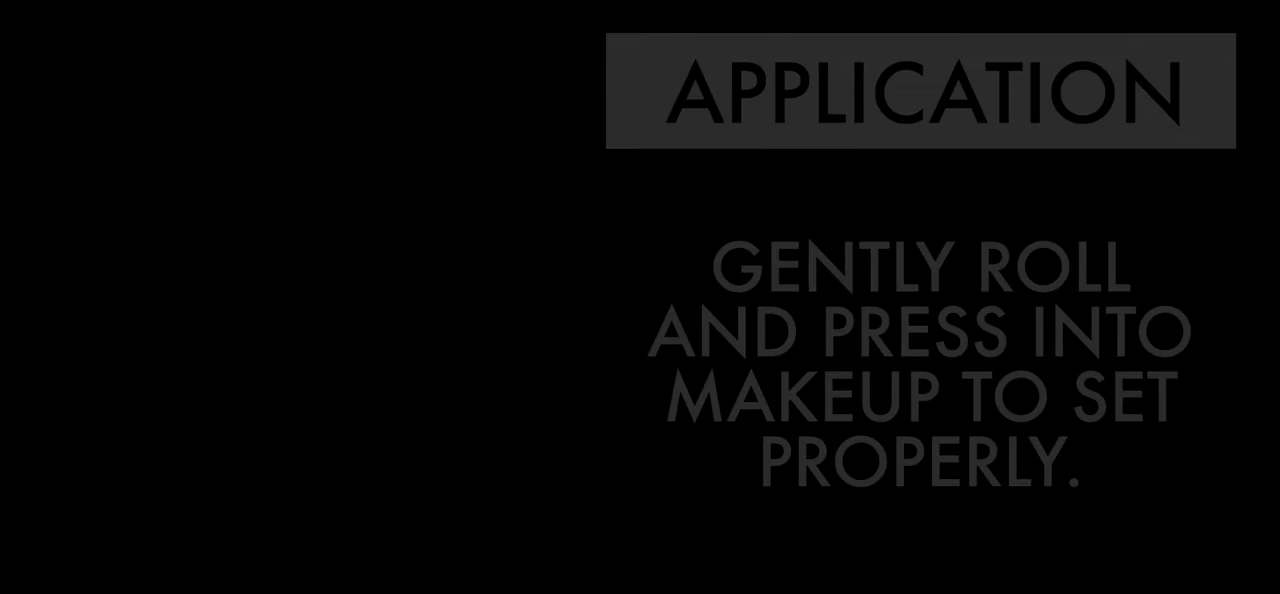 APPLICATION
GENTLY ROLL
AND PRESS INTO
MAKEUP TO SET
PROPERLY.